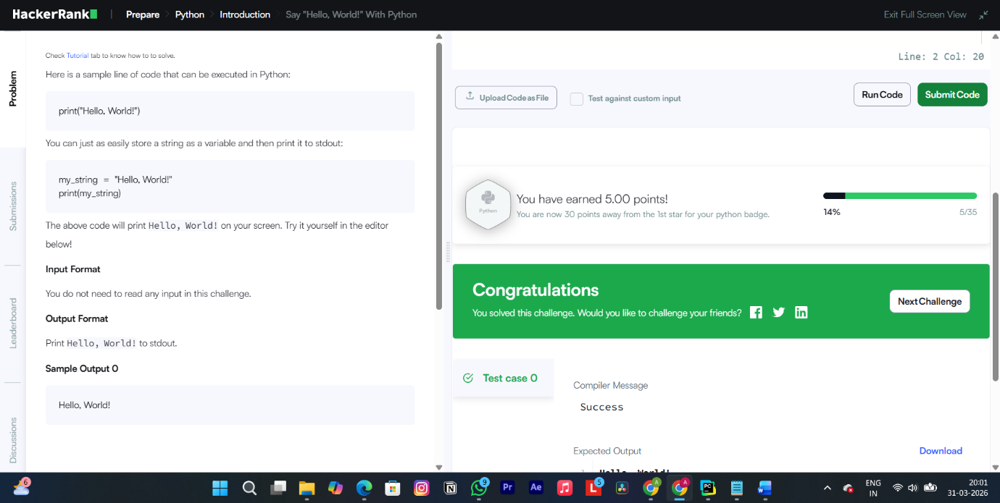 HackerRank | Prepare > Python > Introduction > Say "Hello, World!" With Python Exit Full Screen View
Problem
Submissions
Leaderboard
Discussions
Check Tutorial tab to know how to to solve.
Here is a sample line of code that can be executed in Python:
print("Hello, World!")
You can just as easily store a string as a variable and then print it to stdout:
my_string = "Hello, World!"
print(my_string)
The above code will print Hello, World! on your screen. Try it yourself in the editor
below!
Input Format
You do not need to read any input in this challenge.
Output Format
Print Hello, World! to stdout.
Sample Output 0
Hello, World!
Line: 2 Col: 20
Upload Code as File Test against custom input Run Code Submit Code
Python
You have earned 5.00 points!
You are now 30 points away from the 1st star for your python badge.
14% 5/35
Congratulations
You solved this challenge. Would you like to challenge your friends?
Next Challenge
Test case 0
Compiler Message
Success
Expected Output Download
1 Hello, World!
6 9 Pr Ae L 5 A A PC W
ENG
IN
20:01
31-03-2026